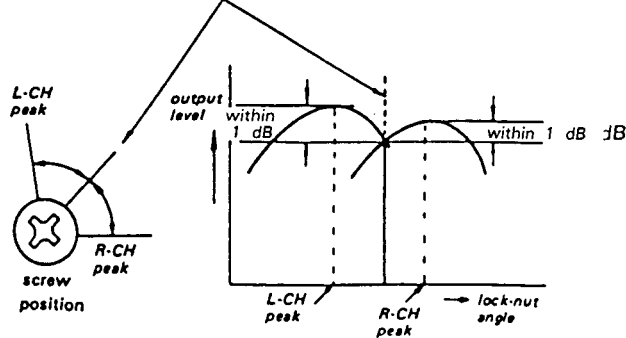 L-CH
peak
R-CH
peak
screw
position
output
level
within
1 dB
within 1 dB dB
L-CH
peak
R-CH
peak
lock-nut
angle